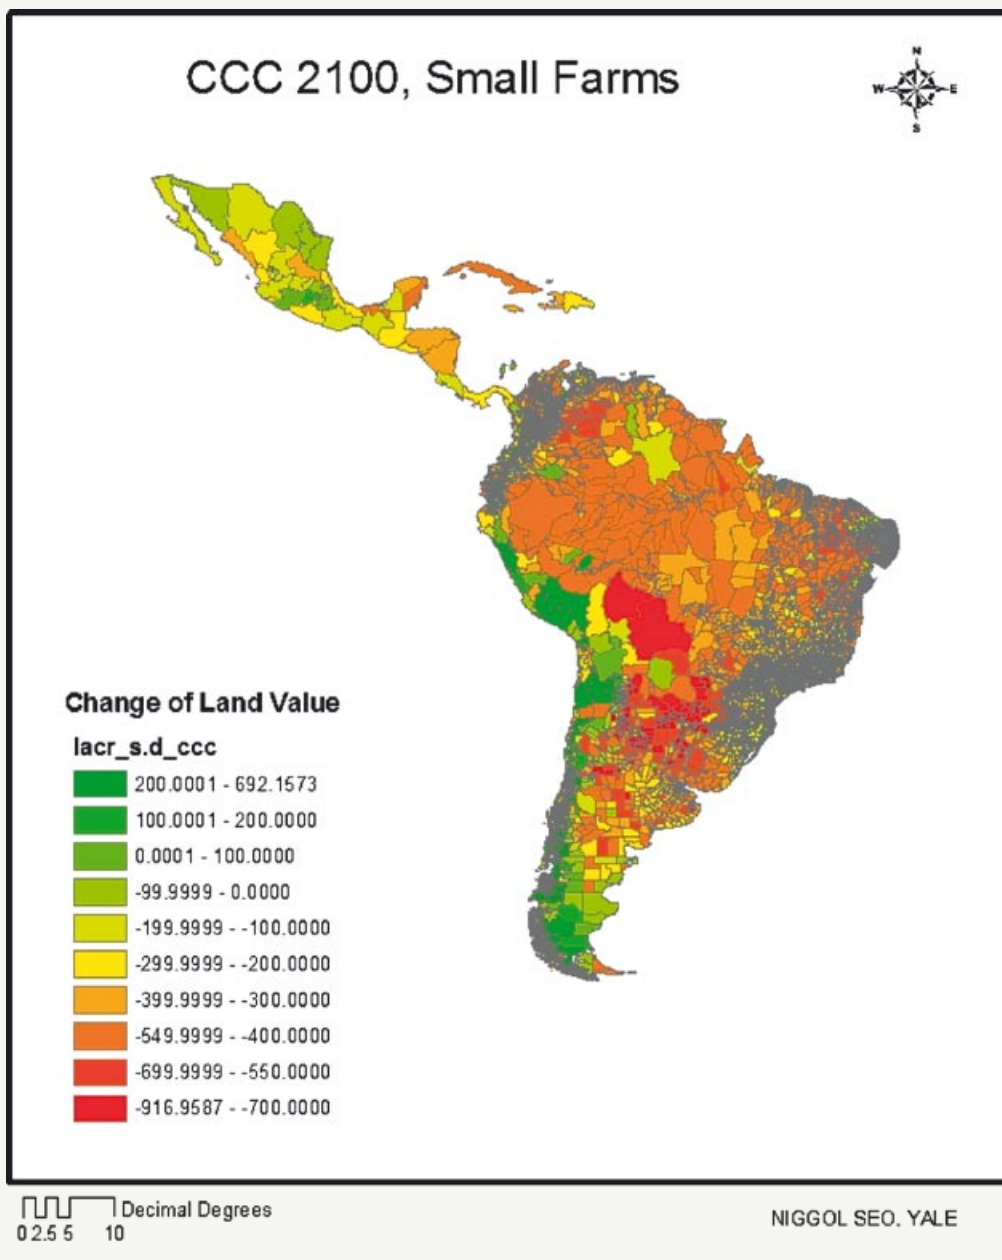 CCC 2100, Small Farms
N
W E
S
Change of Land Value
lacr_s.d_ccc
200.0001 - 692.1573
100.0001 - 200.0000
0.0001 - 100.0000
-99.9999 - 0.0000
-199.9999 - -100.0000
-299.9999 - -200.0000
-399.9999 - -300.0000
-549.9999 - -400.0000
-699.9999 - -550.0000
-916.9587 - -700.0000
Decimal Degrees
0 2.5 5 10
NIGGOL SEO, YALE